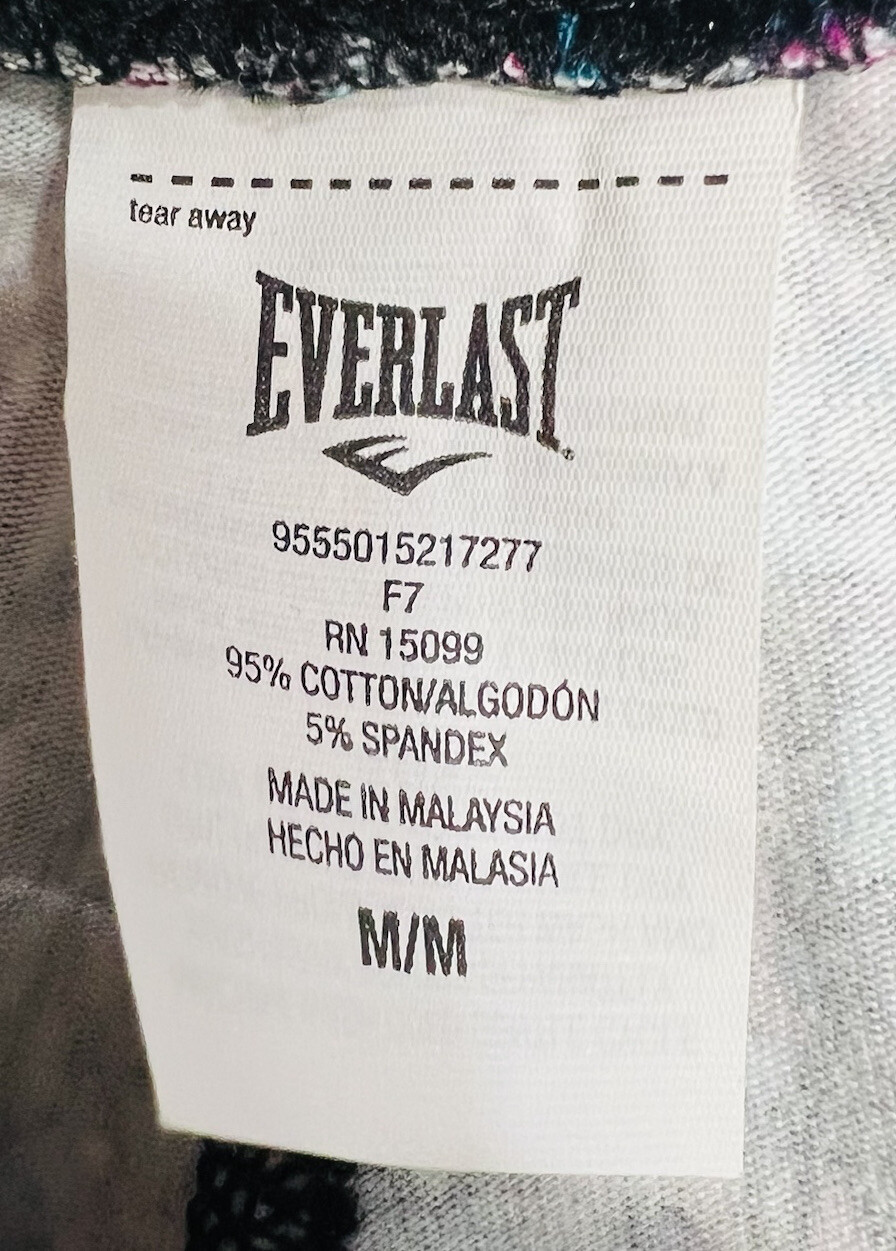 tear away
EVERLAST
9555015217277
F7
RN 15099
95% COTTON/ALGODÓN
5% SPANDEX
MADE IN MALAYSIA
HECHO EN MALASIA
M/M